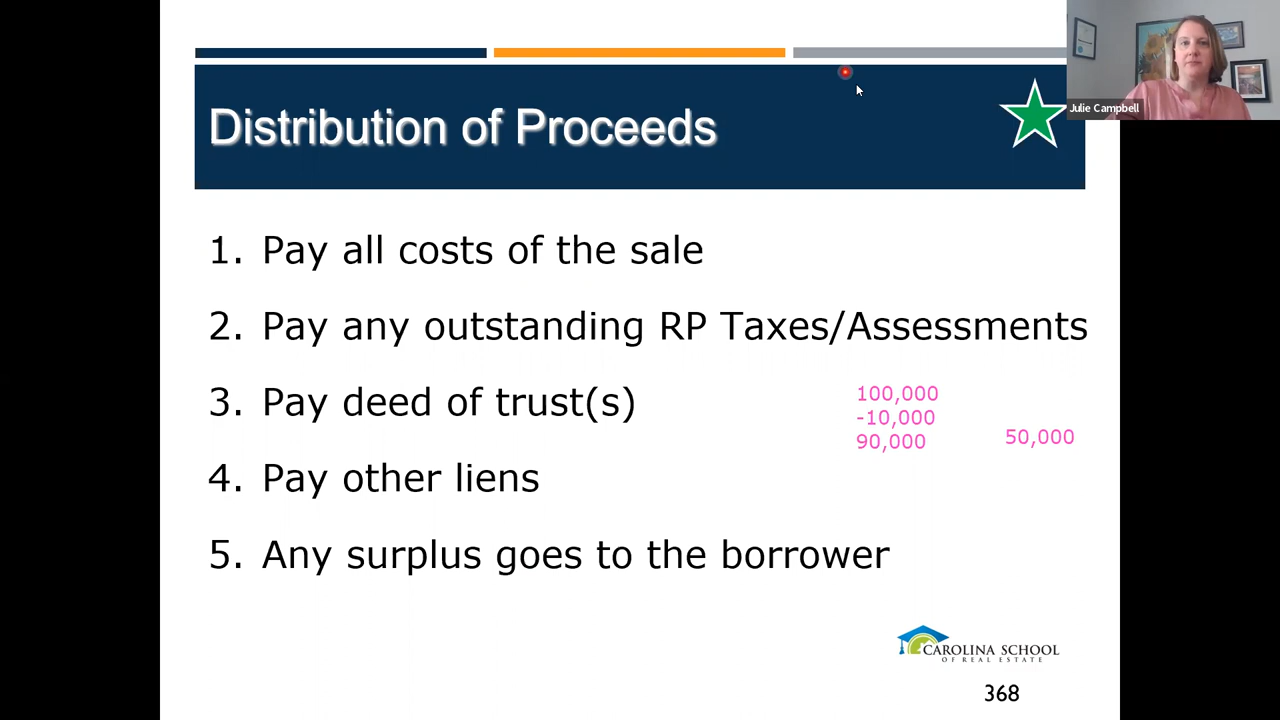 Julie Campbell
Distribution of Proceeds
1. Pay all costs of the sale
2. Pay any outstanding RP Taxes/Assessments
3. Pay deed of trust(s)
100,000
-10,000
90,000
50,000
4. Pay other liens
5. Any surplus goes to the borrower
CAROLINA SCHOOL
OF REAL ESTATE
368